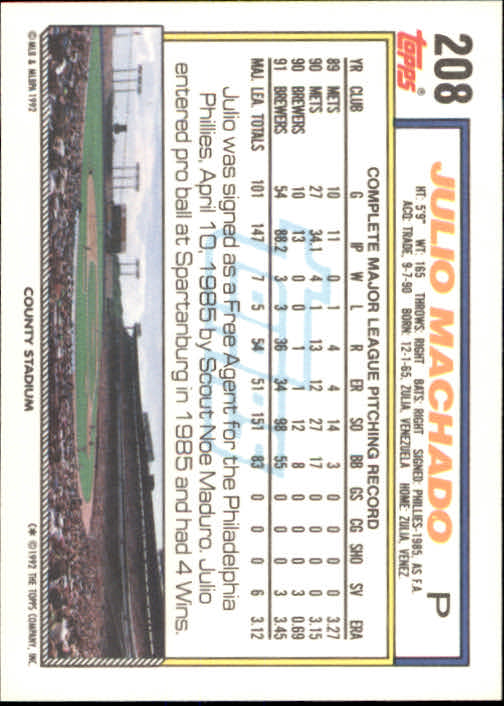 208
Topps®
JULIO MACHADO P
HT: 5'9" WT: 165 THROWS: RIGHT BATS: RIGHT SIGNED: PHILLIES-1985, AS F.A.
ACQ: TRADE, 9-7-90 BORN: 12-1-65, ZULIA, VENEZUELA HOME: ZULIA, VENEZ.
COMPLETE MAJOR LEAGUE PITCHING RECORD
YR CLUB G IP W L R ER SO BB GS CG SHO SV ERA
89 METS 10 11 0 1 4 4 14 3 0 0 0 0 3.27
90 METS 27 34.1 4 1 13 12 27 17 0 0 0 0 3.15
90 BREWERS 10 13 0 0 1 1 12 8 0 0 0 3 0.69
91 BREWERS 54 88.2 3 3 36 34 98 55 0 0 0 3 3.45
MAJ. LEA. TOTALS 101 147 7 5 54 51 151 83 0 0 0 6 3.12
Julio was signed as a Free Agent for the Philadelphia
Phillies, April 10, 1985 by Scout Noe Maduro. Julio
entered pro ball at Spartanburg in 1985 and had 4 Wins.
COUNTY STADIUM
© MLB & MLBPA 1992
C* © 1992 THE TOPPS COMPANY, INC.